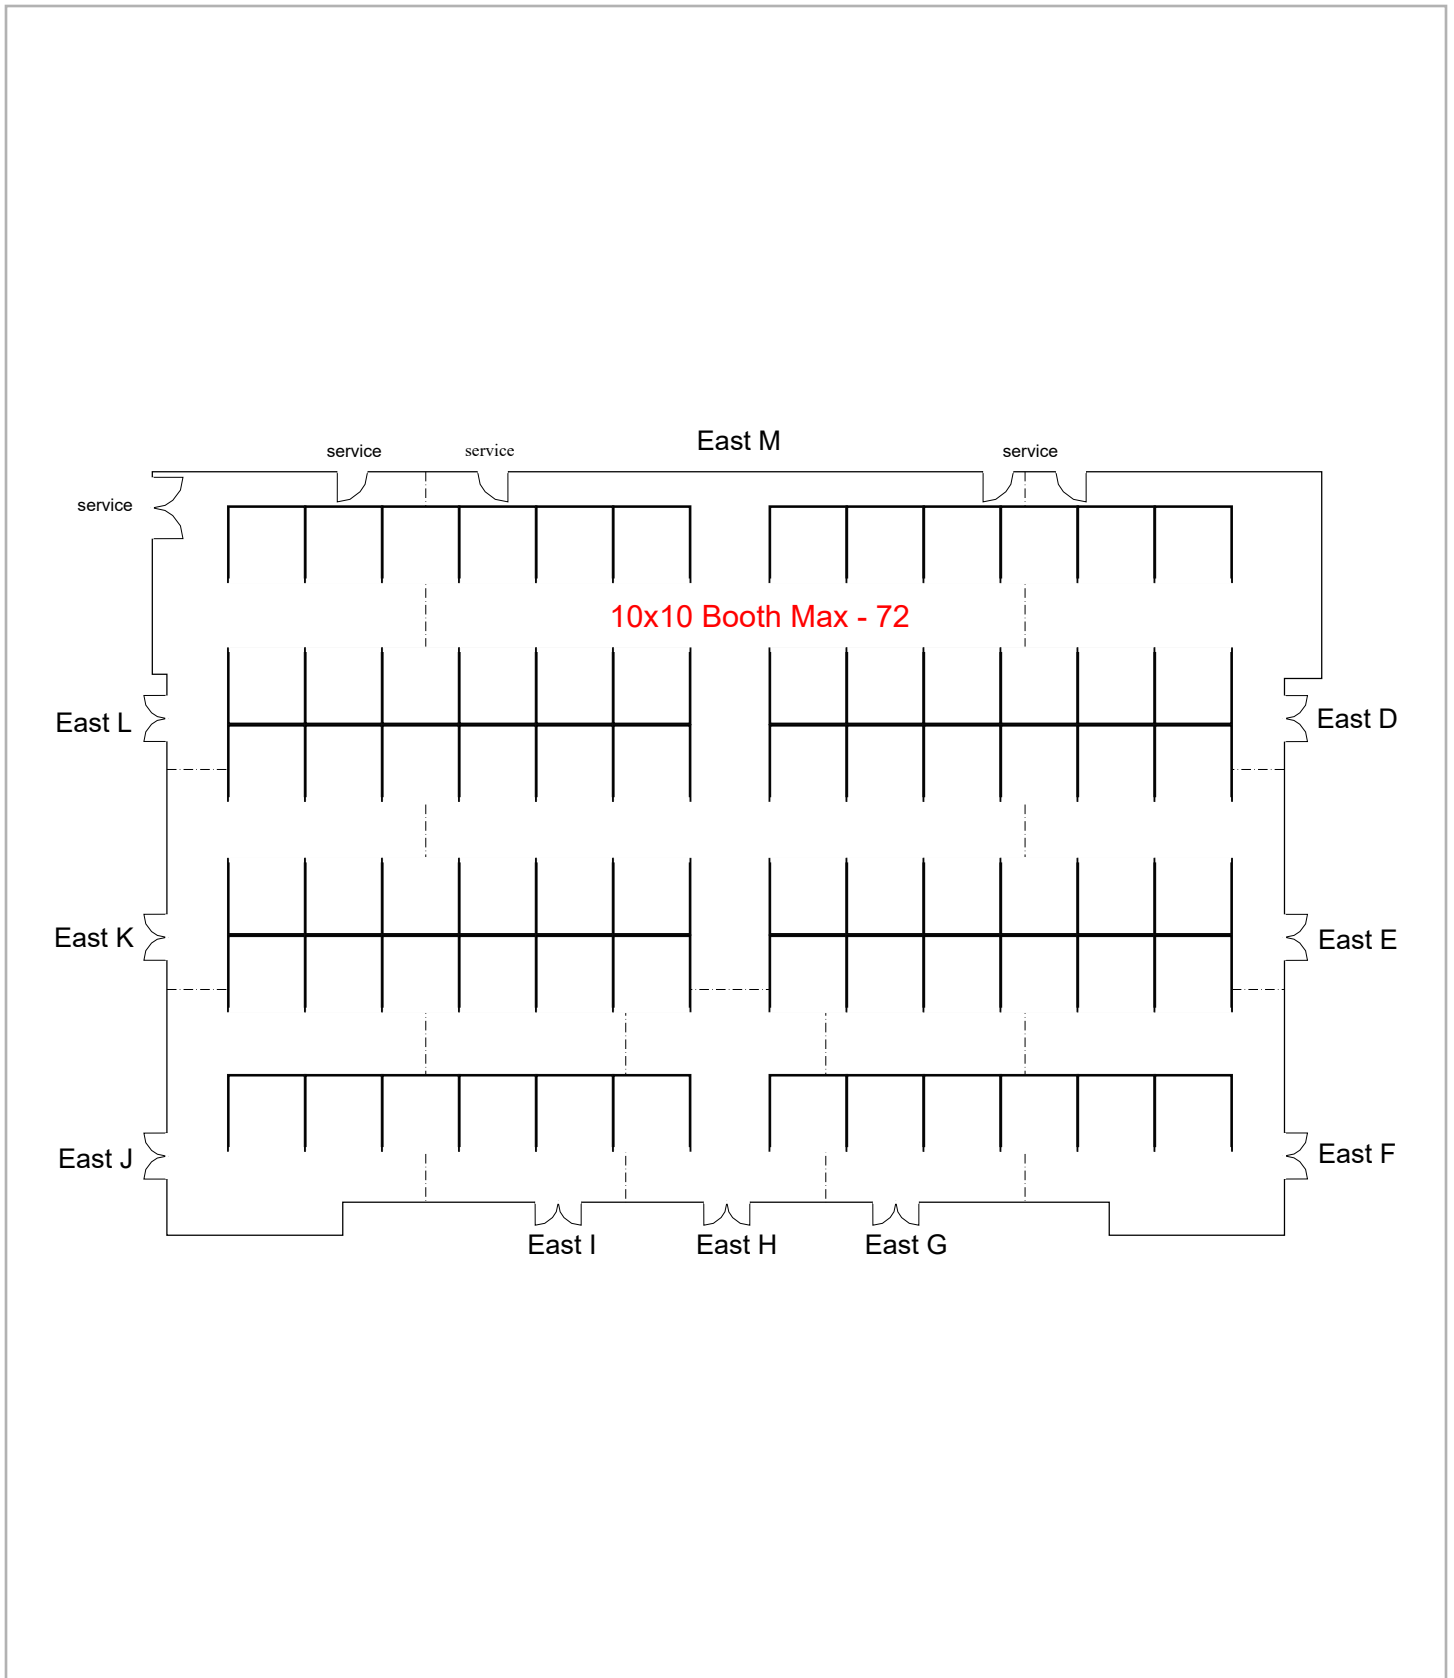 East M
service
service
service
service
10x10 Booth Max - 72
East L
East D
East K
East E
East J
East F
East I
East H
East G